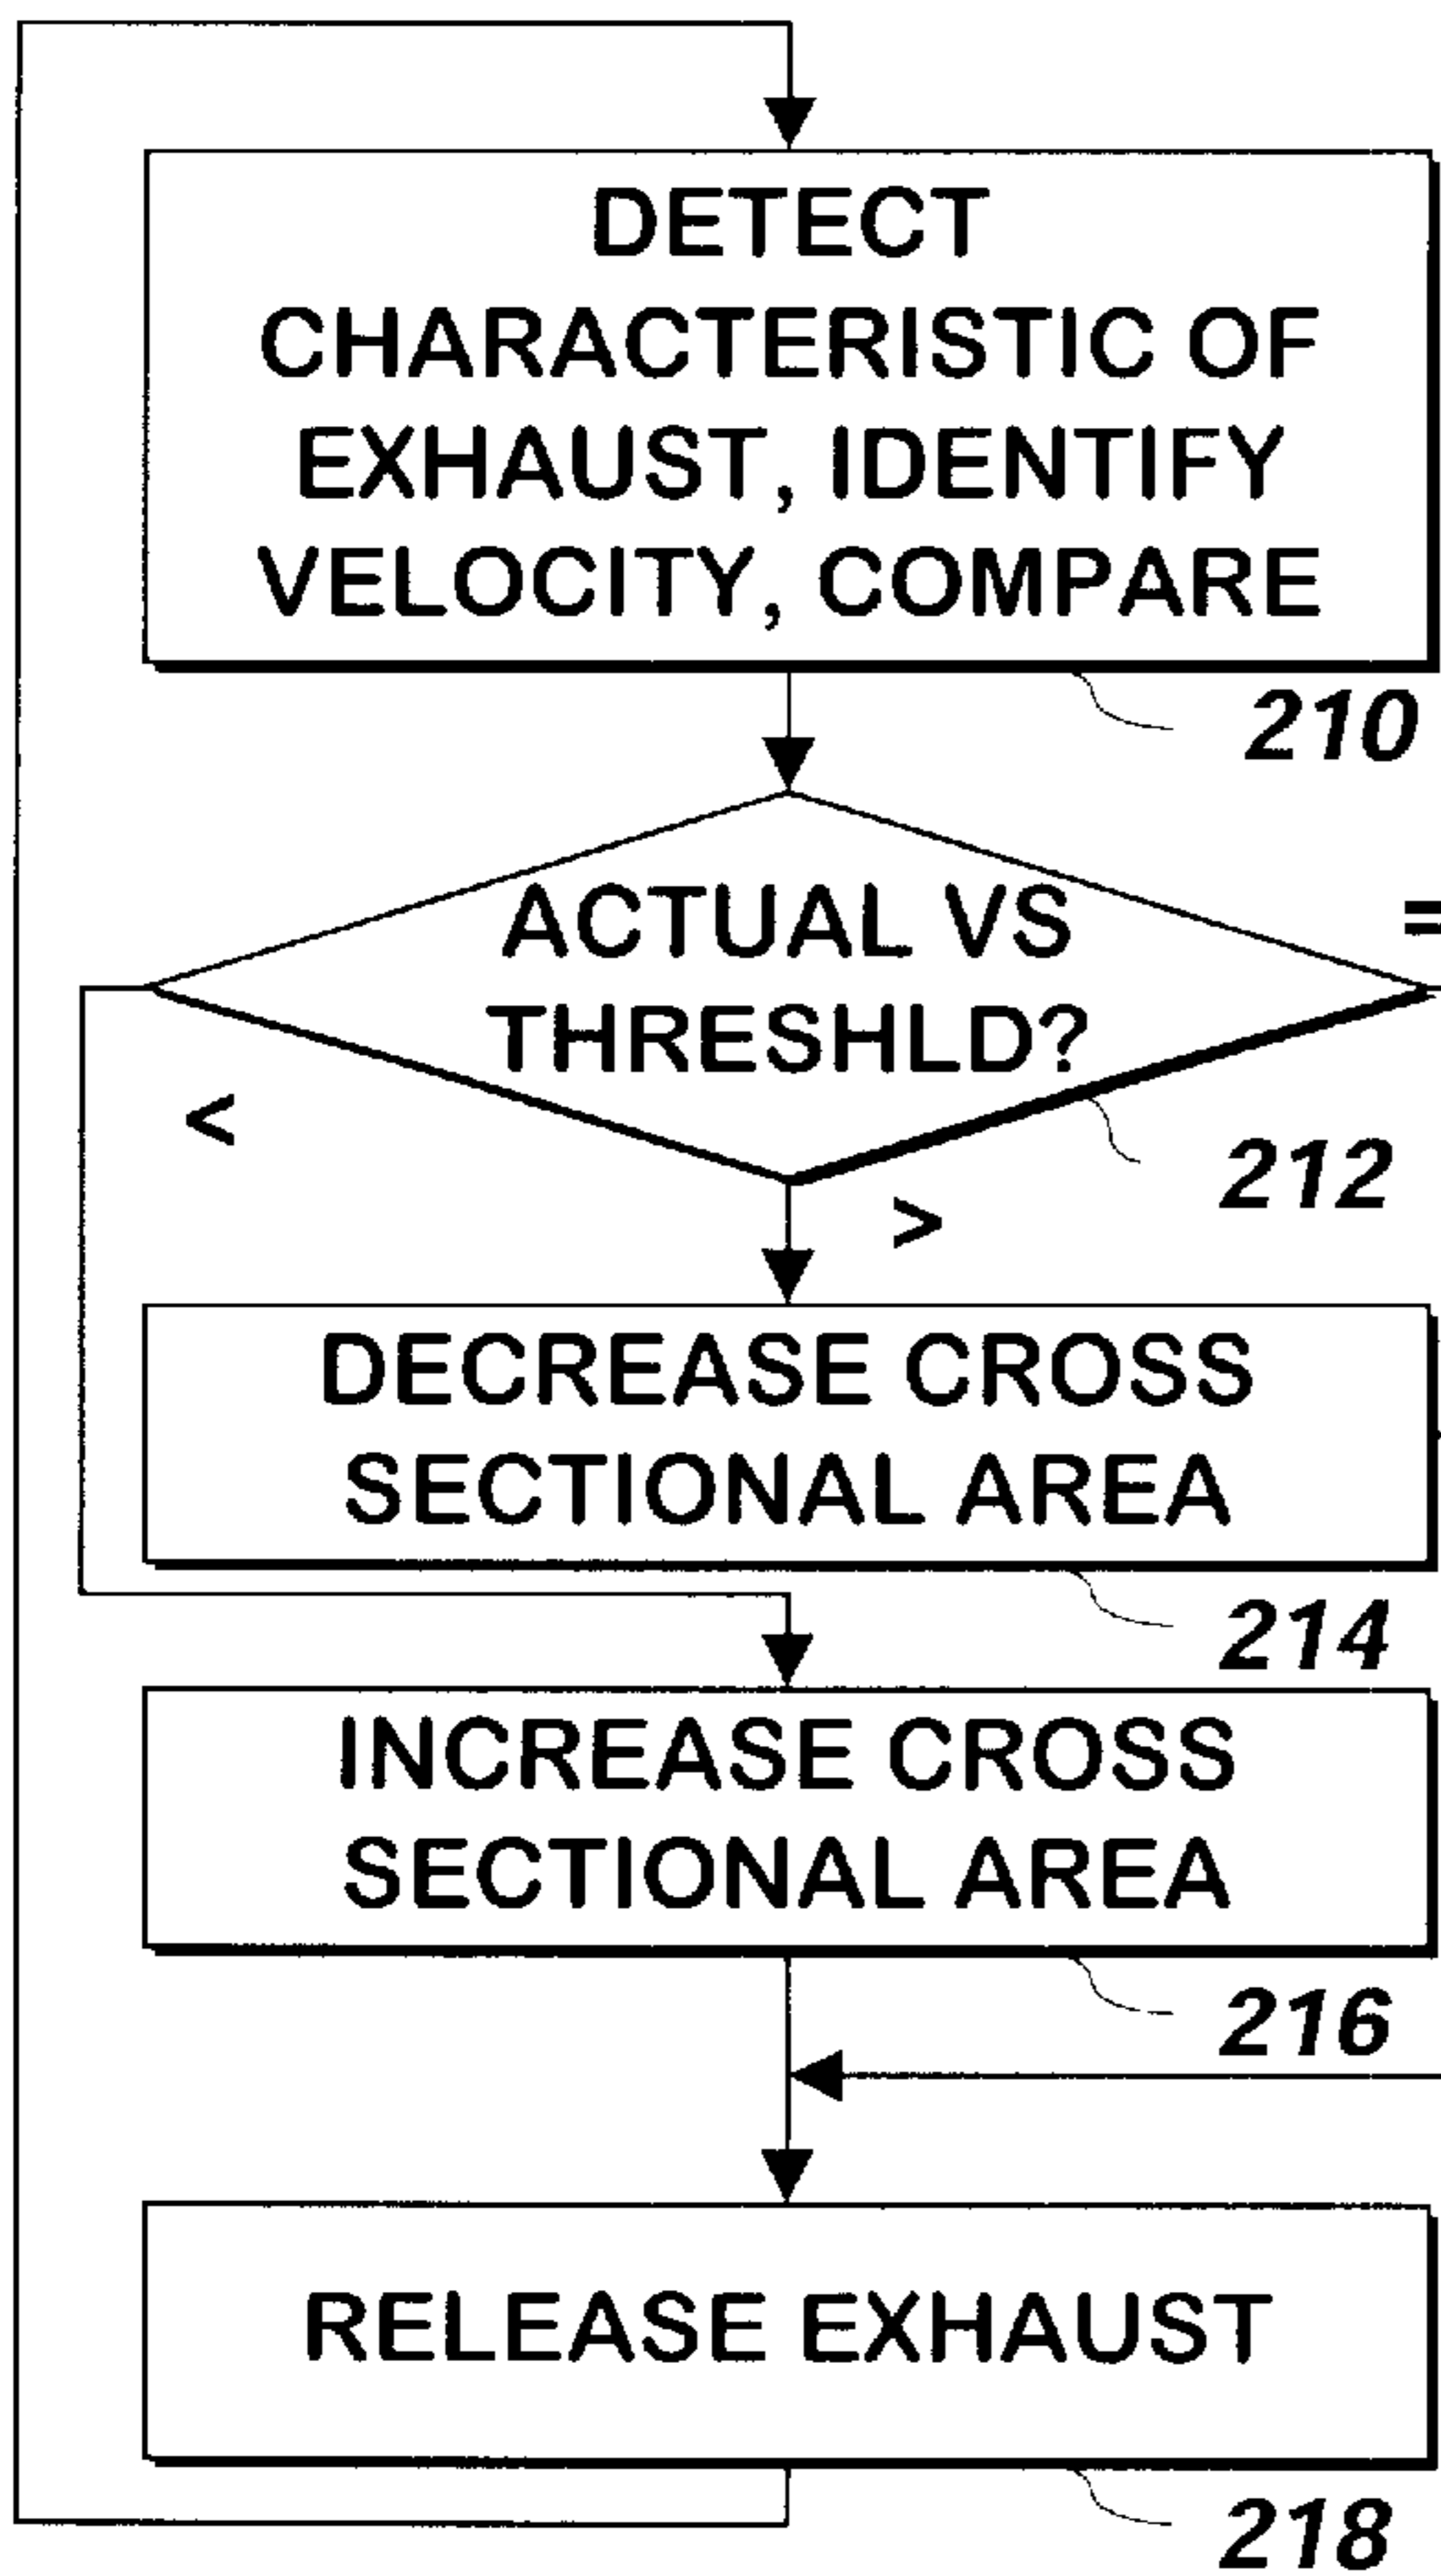 DETECT
CHARACTERISTIC OF
EXHAUST, IDENTIFY
VELOCITY, COMPARE
210
=
ACTUAL VS
THRESHLD?
<
212
>
DECREASE CROSS
SECTIONAL AREA
214
INCREASE CROSS
SECTIONAL AREA
216
RELEASE EXHAUST
218